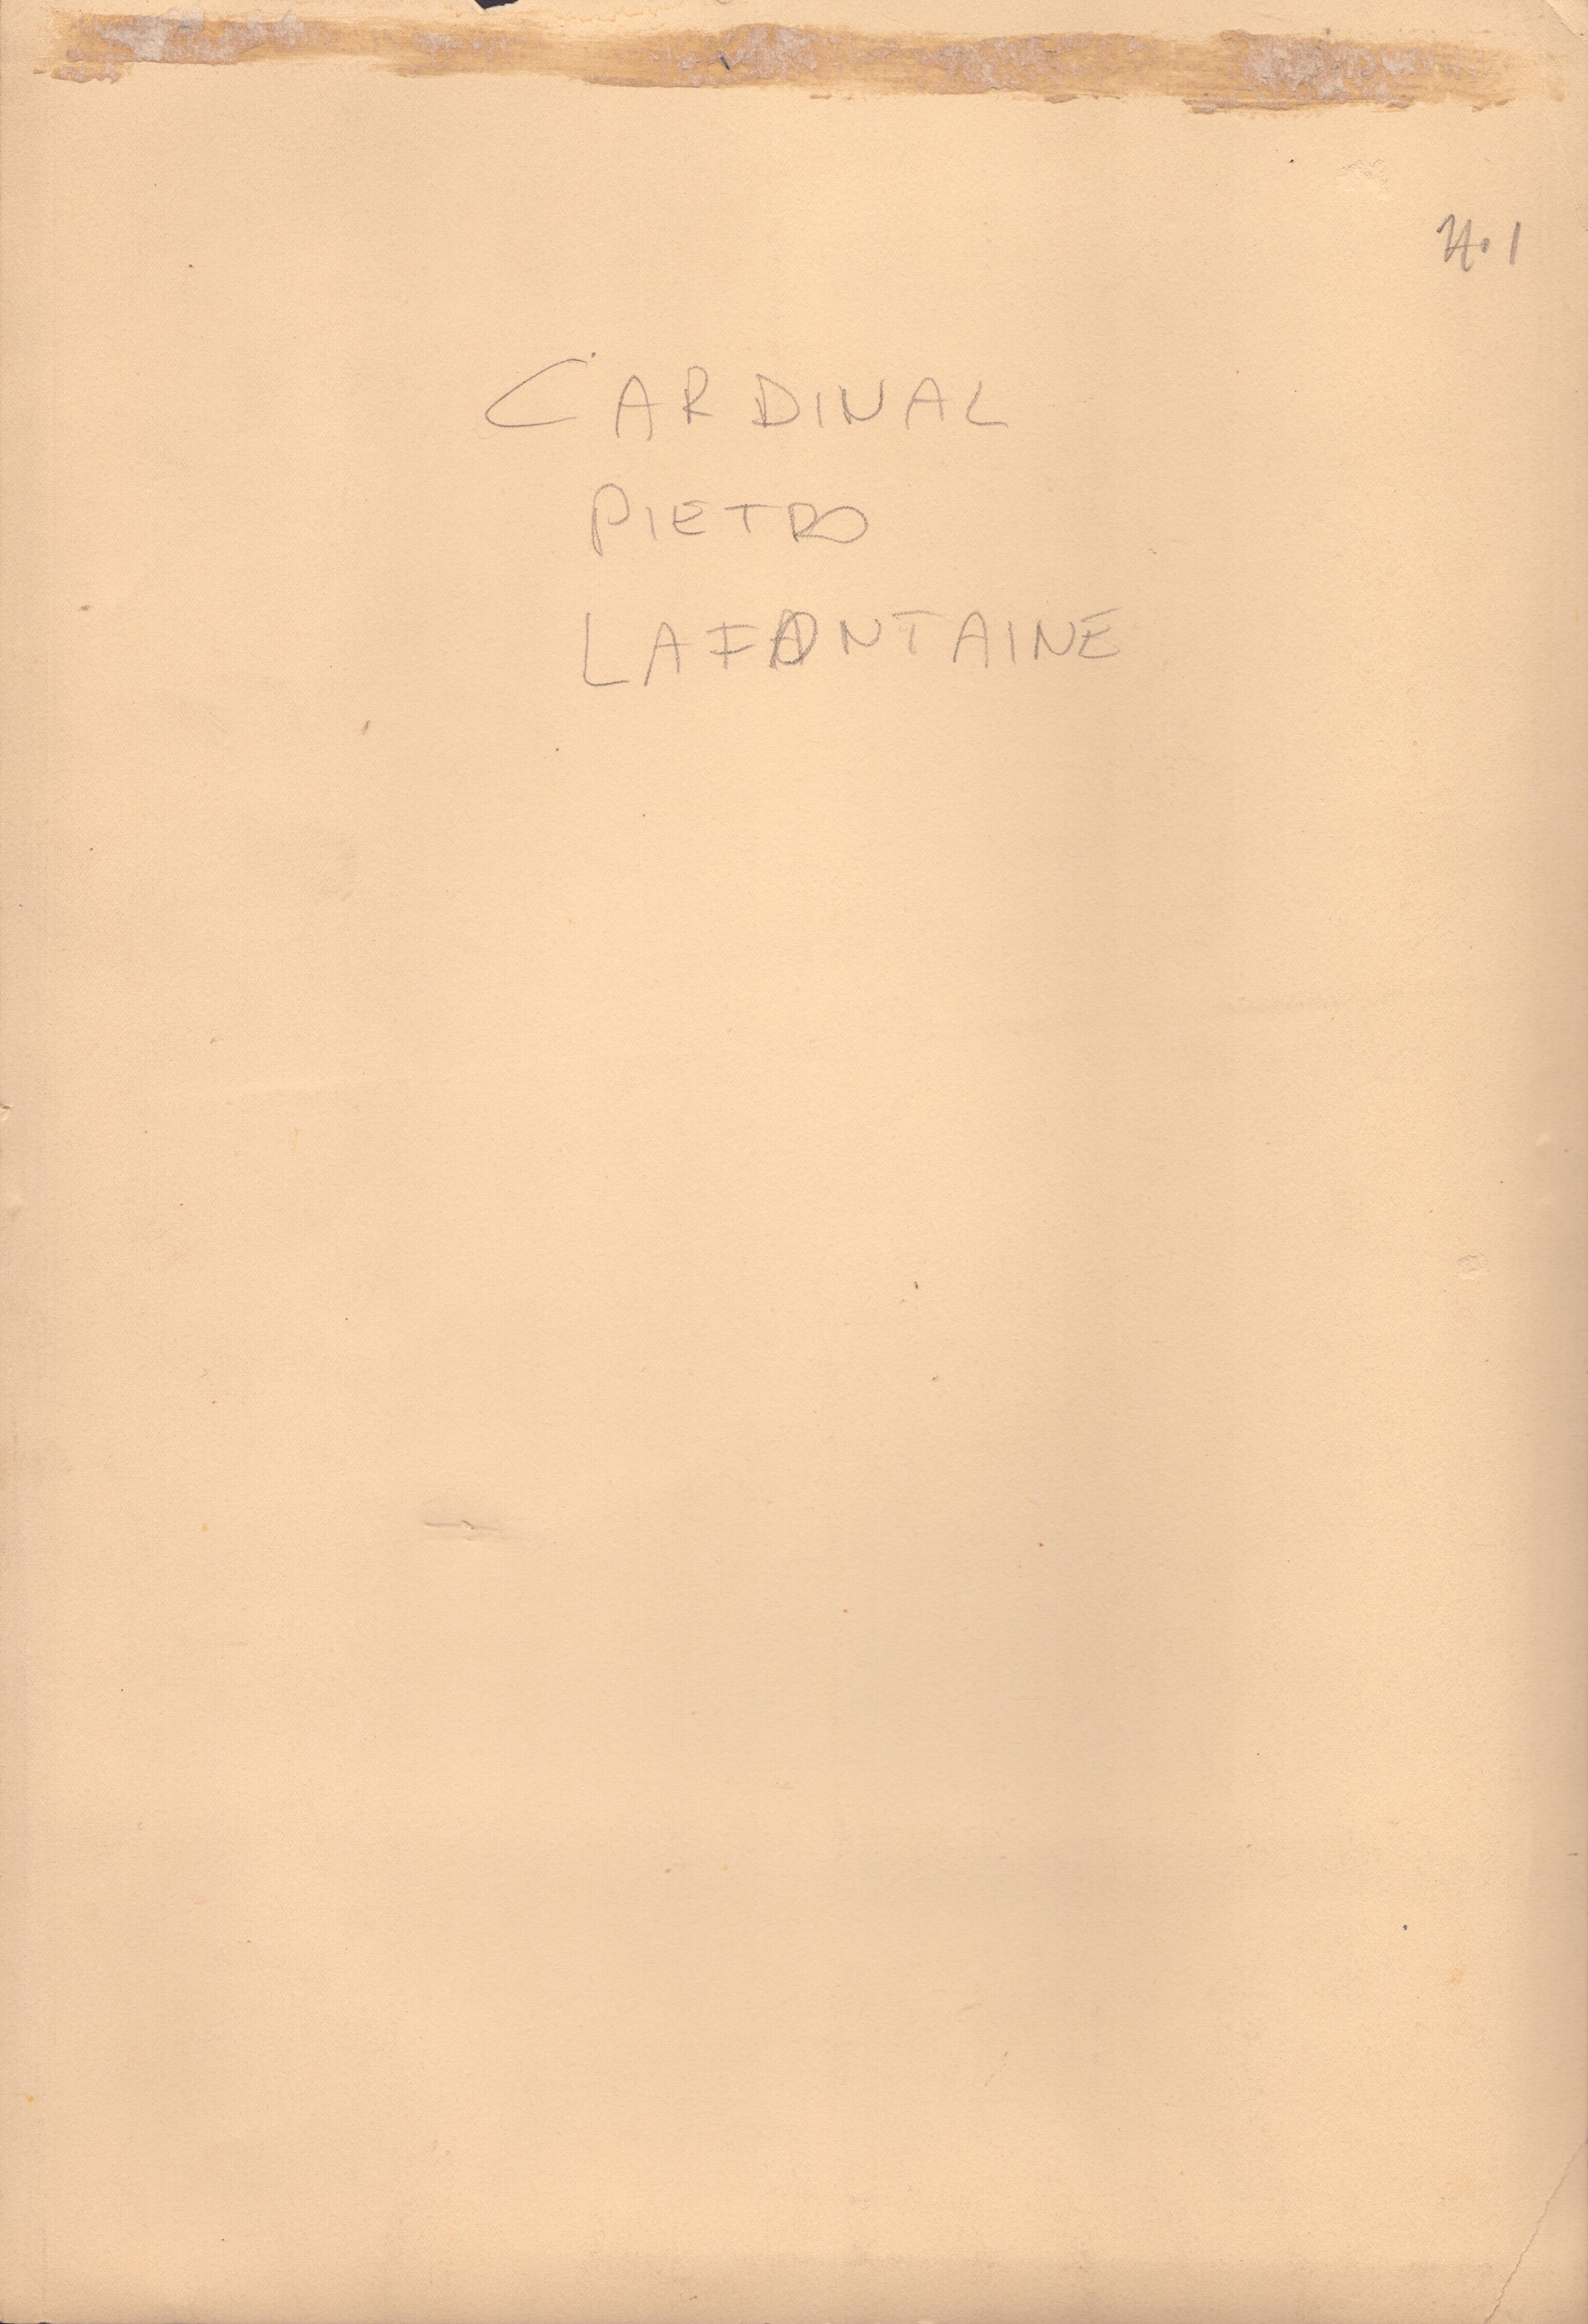 H.1
CARDINAL
PIETRO
LAFONTAINE